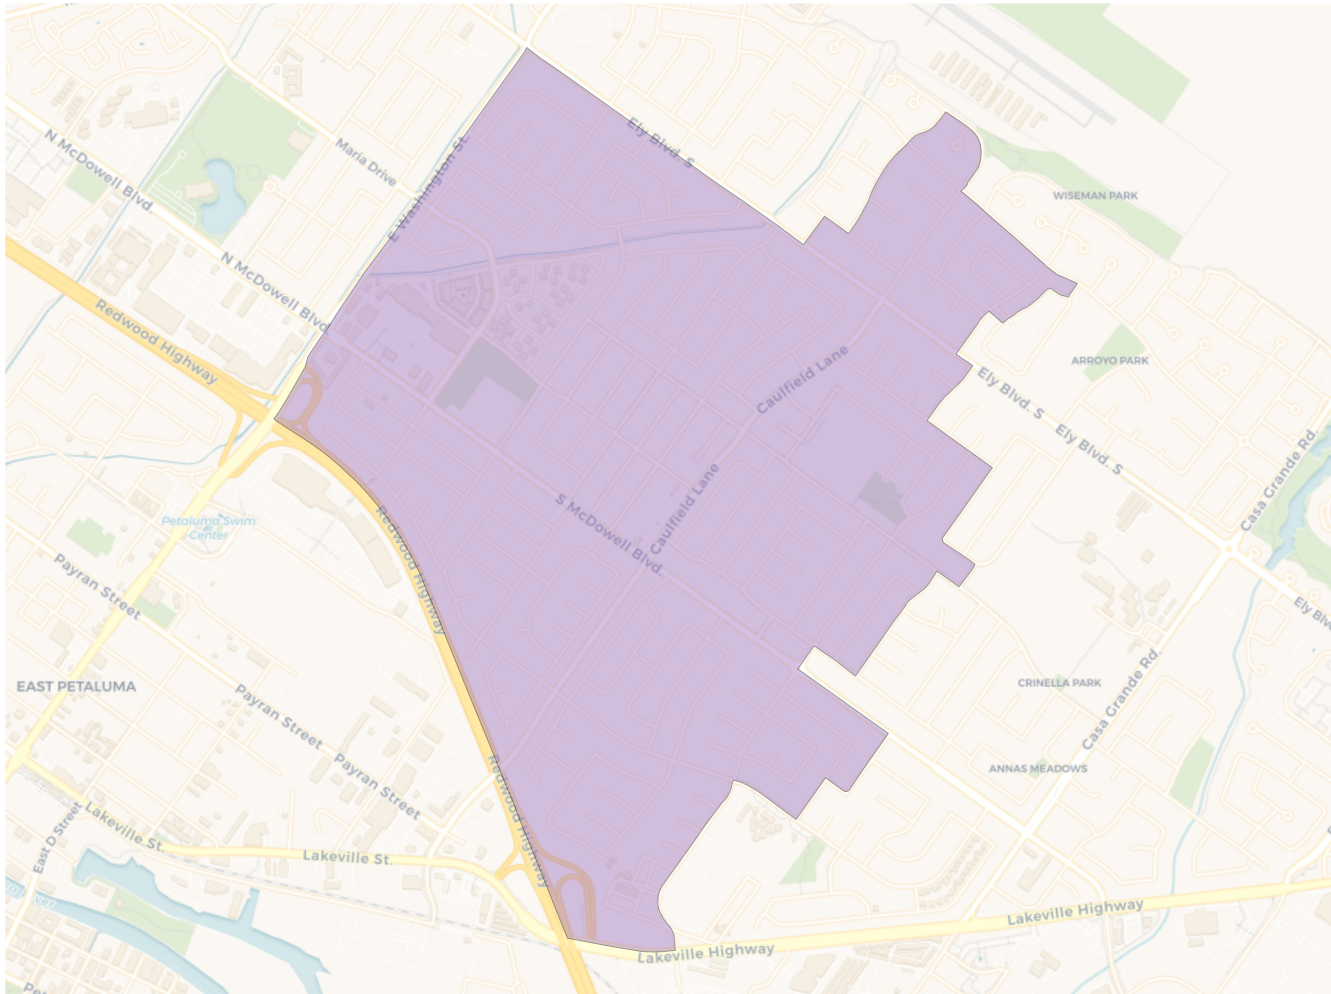 N McDowell Blvd.
Maria Drive
E Washington St.
Ely Blvd. S
WISEMAN PARK
N McDowell Blvd.
Redwood Highway
ARROYO PARK
Caulfield Lane
Ely Blvd. S
Ely Blvd. S
Casa Grande Rd.
Caulfield Lane
S McDowell Blvd.
Petaluma Swim
Center
Redwood Highway
Payran Street
EAST PETALUMA
Payran Street
Payran Street
CRINELLA PARK
Casa Grande Rd.
ANNAS MEADOWS
Redwood Highway
East D Street
Lakeville St.
Lakeville St.
Lakeville Highway
Lakeville Highway